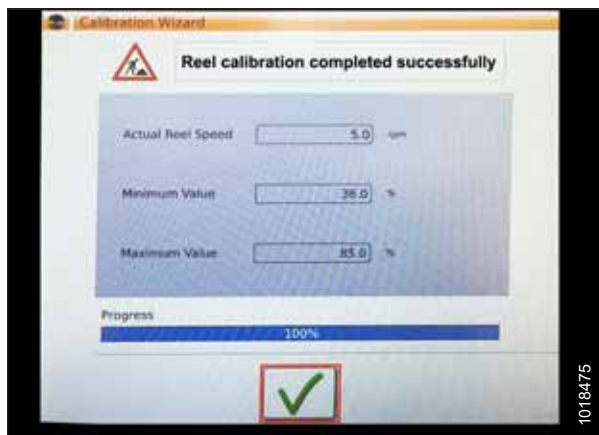 Calibration Wizard
Reel calibration completed successfully
Actual Reel Speed 5.0 rpm
Minimum Value 36.0 %
Maximum Value 85.0 %
Progress
100%
1018475